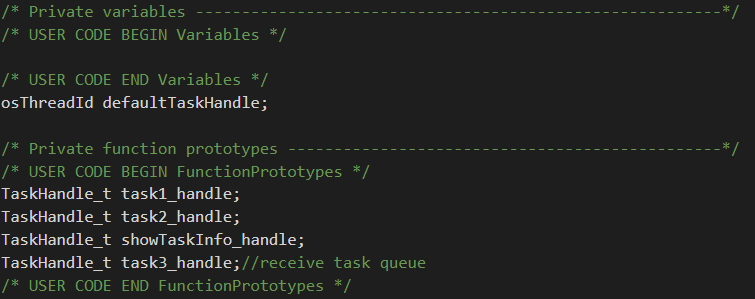 /* Private variables ---------------------------------------------------------*/
/* USER CODE BEGIN Variables */
/* USER CODE END Variables */
osThreadId defaultTaskHandle;
/* Private function prototypes -----------------------------------------------*/
/* USER CODE BEGIN FunctionPrototypes */
TaskHandle_t task1_handle;
TaskHandle_t task2_handle;
TaskHandle_t showTaskInfo_handle;
TaskHandle_t task3_handle;//receive task queue
/* USER CODE END FunctionPrototypes */